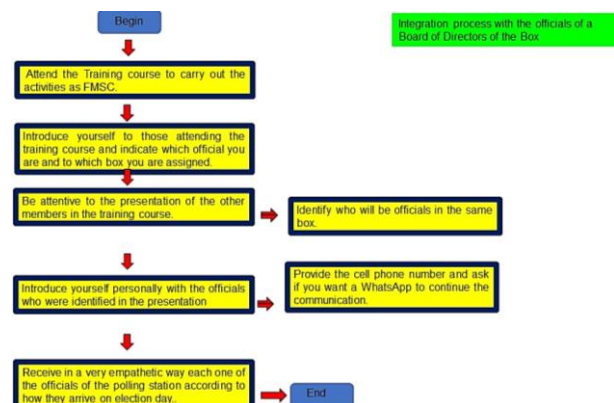 Begin
Integration process with the officials of a
Board of Directors of the Box
Attend the Training course to carry out the
activities as FMSC.
Introduce yourself to those attending the
training course and indicate which official you
are and to which box you are assigned.
Be attentive to the presentation of the other
members in the training course.
Identify who will be officials in the same
box.
Introduce yourself personally with the officials
who were identified in the presentation
Provide the cell phone number and ask
if you want a WhatsApp to continue the
communication.
Receive in a very empathetic way each one of
the officials of the polling station according to
how they arrive on election day..
End